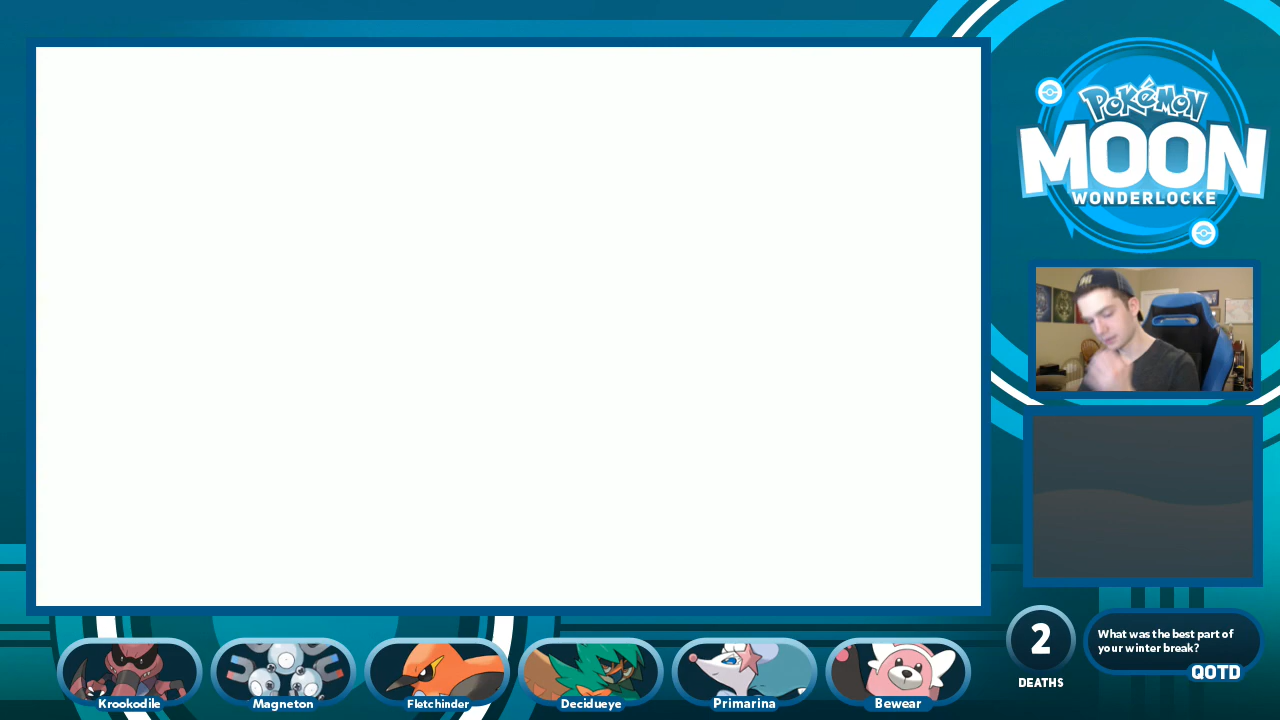 POKéMON
MOON
WONDERLOCKE
2
DEATHS
What was the best part of
your winter break?
QOTD
Krookodile
Magneton
Fletchinder
Decidueye
Primarina
Bewear